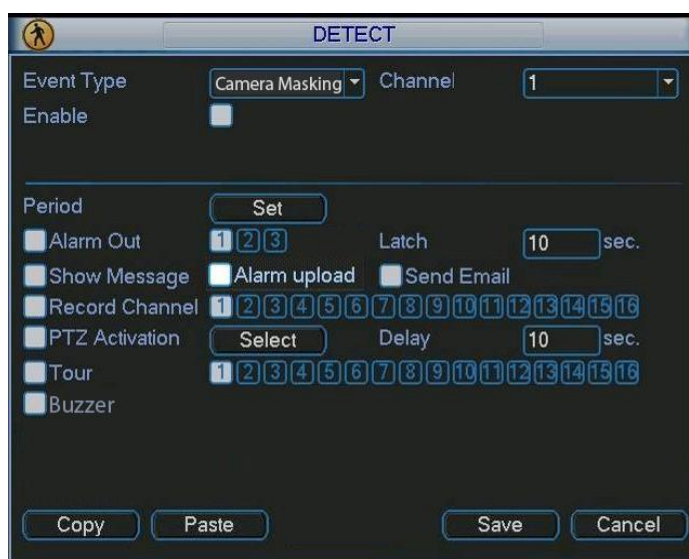 DETECT
Event Type Camera Masking Channel 1
Enable
Period Set
Alarm Out 1 2 3 Latch 10 sec.
Show Message Alarm upload Send Email
Record Channel 1 2 3 4 5 6 7 8 9 10 11 12 13 14 15 16
PTZ Activation Select Delay 10 sec.
Tour 1 2 3 4 5 6 7 8 9 10 11 12 13 14 15 16
Buzzer
Copy Paste Save Cancel